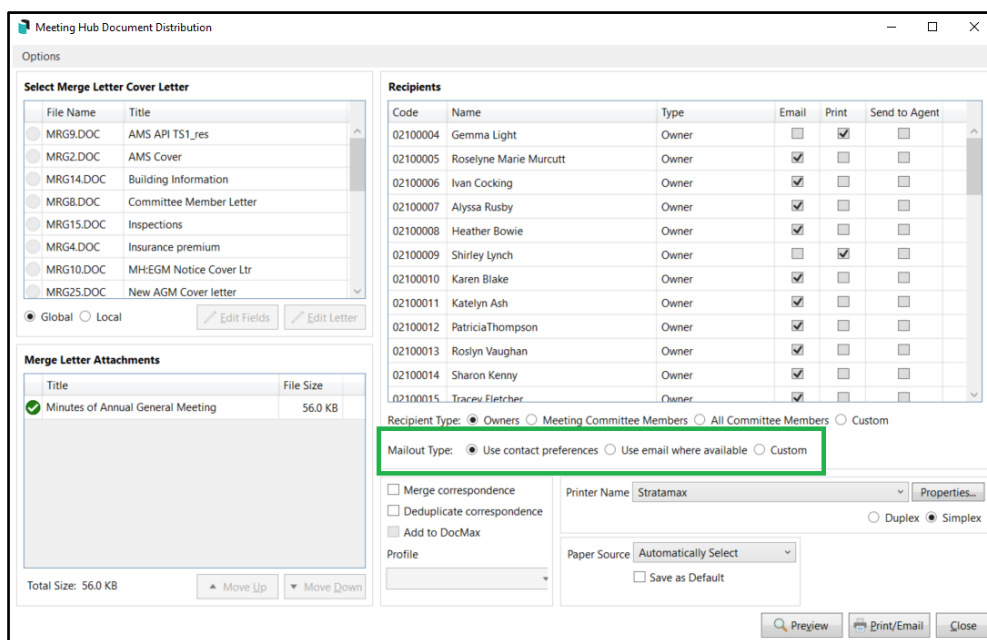 Meeting Hub Document Distribution
Options
Select Merge Letter Cover Letter
File Name Title
MRG9.DOC AMS API TS1_res
MRG2.DOC AMS Cover
MRG14.DOC Building Information
MRG8.DOC Committee Member Letter
MRG15.DOC Inspections
MRG4.DOC Insurance premium
MRG10.DOC MH:EGM Notice Cover Ltr
MRG25.DOC New AGM Cover letter
Global Local Edit Fields Edit Letter
Merge Letter Attachments
Title File Size
Minutes of Annual General Meeting 56.0 KB
Total Size: 56.0 KB Move Up Move Down
Recipients
Code Name Type Email Print Send to Agent
02100004 Gemma Light Owner
02100005 Roselyne Marie Murcutt Owner
02100006 Ivan Cocking Owner
02100007 Alyssa Rusby Owner
02100008 Heather Bowie Owner
02100009 Shirley Lynch Owner
02100010 Karen Blake Owner
02100011 Katelyn Ash Owner
02100012 PatriciaThompson Owner
02100013 Roslyn Vaughan Owner
02100014 Sharon Kenny Owner
02100015 Tracey Fletcher Owner
Recipient Type: Owners Meeting Committee Members All Committee Members Custom
Mailout Type: Use contact preferences Use email where available Custom
Merge correspondence
Deduplicate correspondence
Add to DocMax
Profile
Printer Name Stratamax Properties...
Duplex Simplex
Paper Source Automatically Select
Save as Default
Preview Print/Email Close